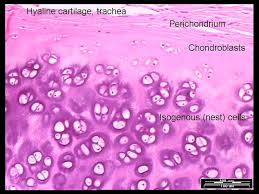 Hyaline cartilage, trachea
Perichondrium
Chondroblasts
Isogenous (nest) cells